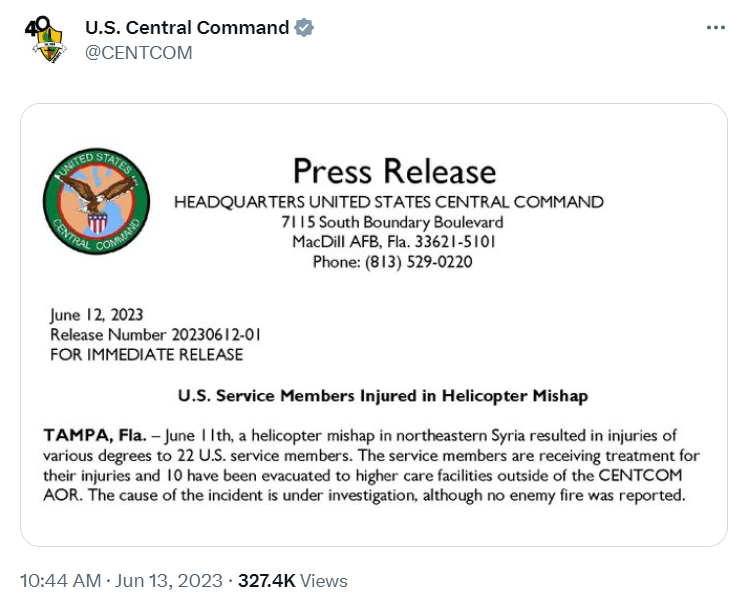 40
U.S. Central Command
@CENTCOM
UNITED STATES
CENTRAL COMMAND
Press Release
HEADQUARTERS UNITED STATES CENTRAL COMMAND
7115 South Boundary Boulevard
MacDill AFB, Fla. 33621-5101
Phone: (813) 529-0220
June 12, 2023
Release Number 20230612-01
FOR IMMEDIATE RELEASE
U.S. Service Members Injured in Helicopter Mishap
TAMPA, Fla. – June 11th, a helicopter mishap in northeastern Syria resulted in injuries of
various degrees to 22 U.S. service members. The service members are receiving treatment for
their injuries and 10 have been evacuated to higher care facilities outside of the CENTCOM
AOR. The cause of the incident is under investigation, although no enemy fire was reported.
10:44 AM · Jun 13, 2023 · 327.4K Views